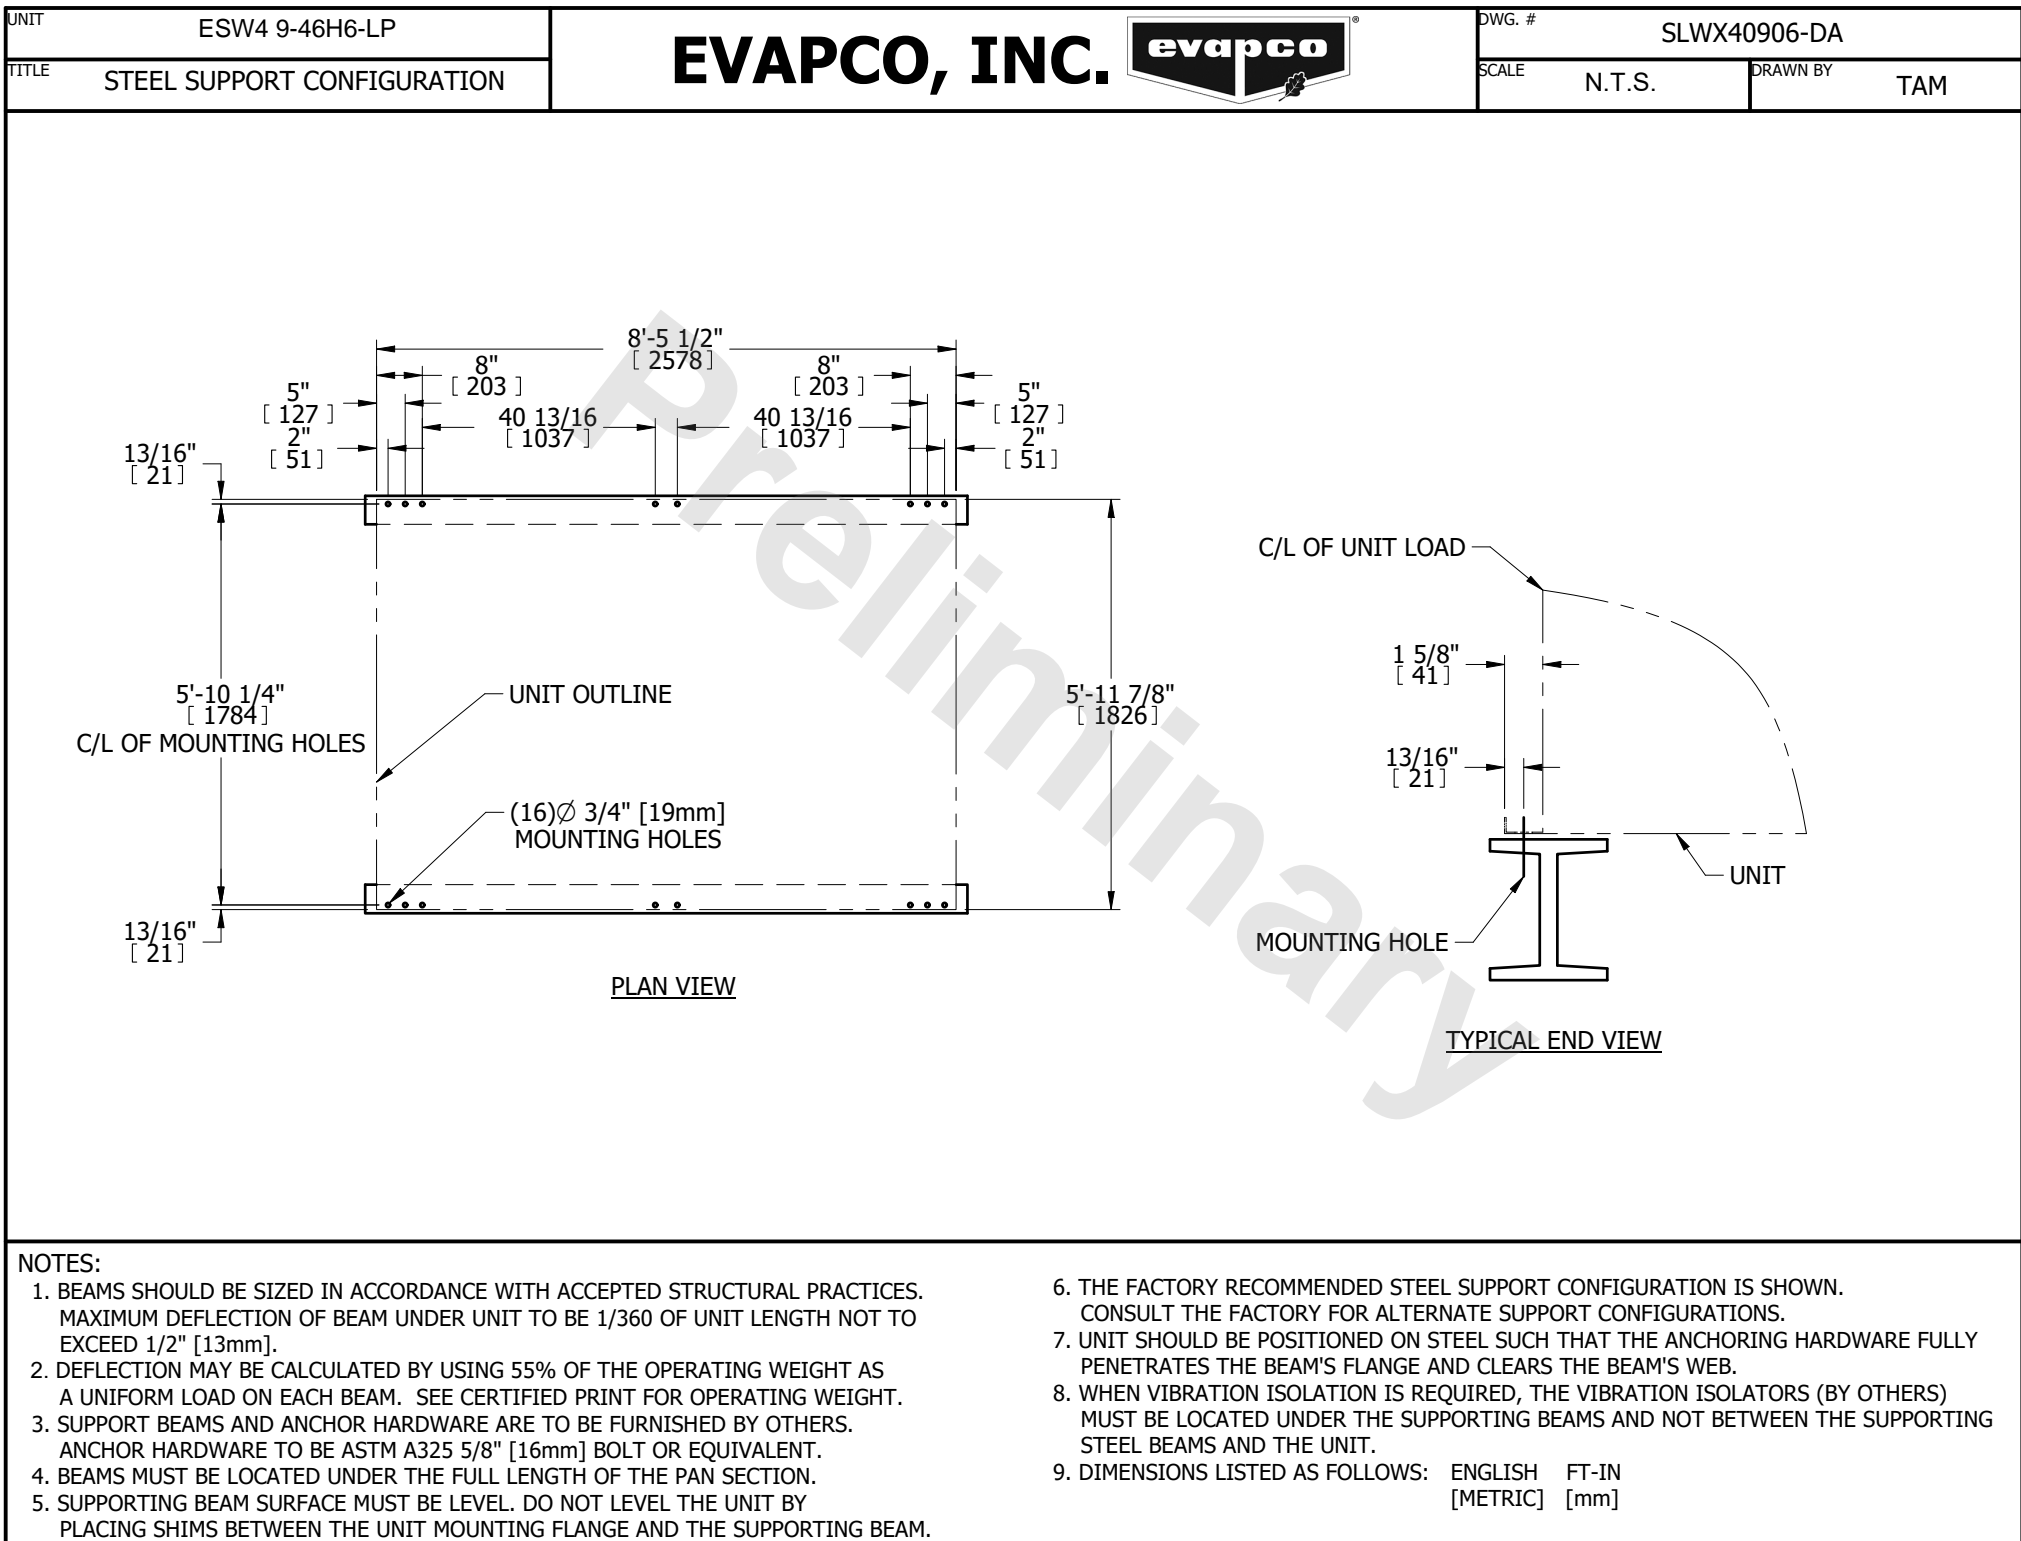 UNIT
ESW4 9-46H6-LP
TITLE
STEEL SUPPORT CONFIGURATION
EVAPCO, INC.
evapco
®
DWG. #
SLWX40906-DA
SCALE
N.T.S.
DRAWN BY
TAM
8'-5 1/2"
[ 2578 ]
8"
[ 203 ]
8"
[ 203 ]
5"
[ 127 ]
5"
[ 127 ]
40 13/16
[ 1037 ]
40 13/16
[ 1037 ]
2"
[ 51 ]
2"
[ 51 ]
13/16"
[ 21 ]
5'-10 1/4"
[ 1784 ]
C/L OF MOUNTING HOLES
UNIT OUTLINE
5'-11 7/8"
[ 1826 ]
(16)Ø 3/4" [19mm]
MOUNTING HOLES
13/16"
[ 21 ]
PLAN VIEW
C/L OF UNIT LOAD
1 5/8"
[ 41 ]
13/16"
[ 21 ]
UNIT
MOUNTING HOLE
TYPICAL END VIEW
Preliminary
NOTES:
1. BEAMS SHOULD BE SIZED IN ACCORDANCE WITH ACCEPTED STRUCTURAL PRACTICES.
MAXIMUM DEFLECTION OF BEAM UNDER UNIT TO BE 1/360 OF UNIT LENGTH NOT TO
EXCEED 1/2" [13mm].
2. DEFLECTION MAY BE CALCULATED BY USING 55% OF THE OPERATING WEIGHT AS
A UNIFORM LOAD ON EACH BEAM. SEE CERTIFIED PRINT FOR OPERATING WEIGHT.
3. SUPPORT BEAMS AND ANCHOR HARDWARE ARE TO BE FURNISHED BY OTHERS.
ANCHOR HARDWARE TO BE ASTM A325 5/8" [16mm] BOLT OR EQUIVALENT.
4. BEAMS MUST BE LOCATED UNDER THE FULL LENGTH OF THE PAN SECTION.
5. SUPPORTING BEAM SURFACE MUST BE LEVEL. DO NOT LEVEL THE UNIT BY
PLACING SHIMS BETWEEN THE UNIT MOUNTING FLANGE AND THE SUPPORTING BEAM.
6. THE FACTORY RECOMMENDED STEEL SUPPORT CONFIGURATION IS SHOWN.
CONSULT THE FACTORY FOR ALTERNATE SUPPORT CONFIGURATIONS.
7. UNIT SHOULD BE POSITIONED ON STEEL SUCH THAT THE ANCHORING HARDWARE FULLY
PENETRATES THE BEAM'S FLANGE AND CLEARS THE BEAM'S WEB.
8. WHEN VIBRATION ISOLATION IS REQUIRED, THE VIBRATION ISOLATORS (BY OTHERS)
MUST BE LOCATED UNDER THE SUPPORTING BEAMS AND NOT BETWEEN THE SUPPORTING
STEEL BEAMS AND THE UNIT.
9. DIMENSIONS LISTED AS FOLLOWS: ENGLISH FT-IN
[METRIC] [mm]